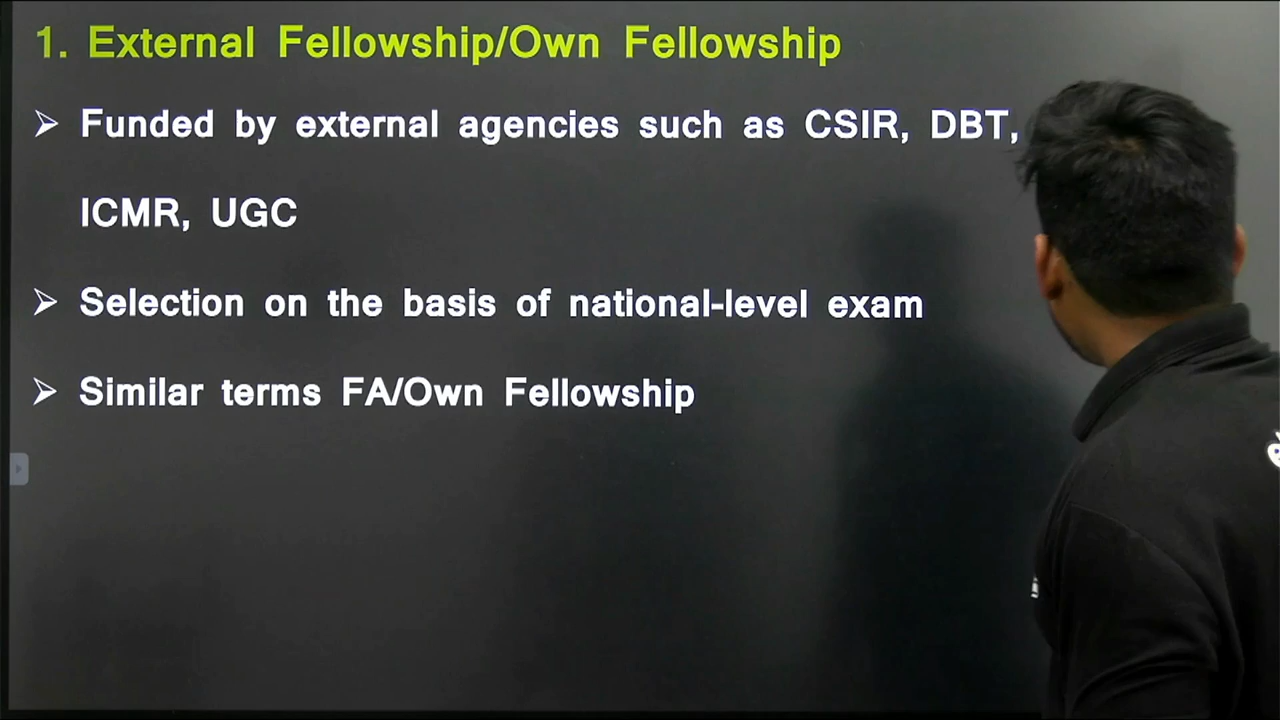 1. External Fellowship/Own Fellowship
➢ Funded by external agencies such as CSIR, DBT,
ICMR, UGC
➢ Selection on the basis of national-level exam
➢ Similar terms FA/Own Fellowship